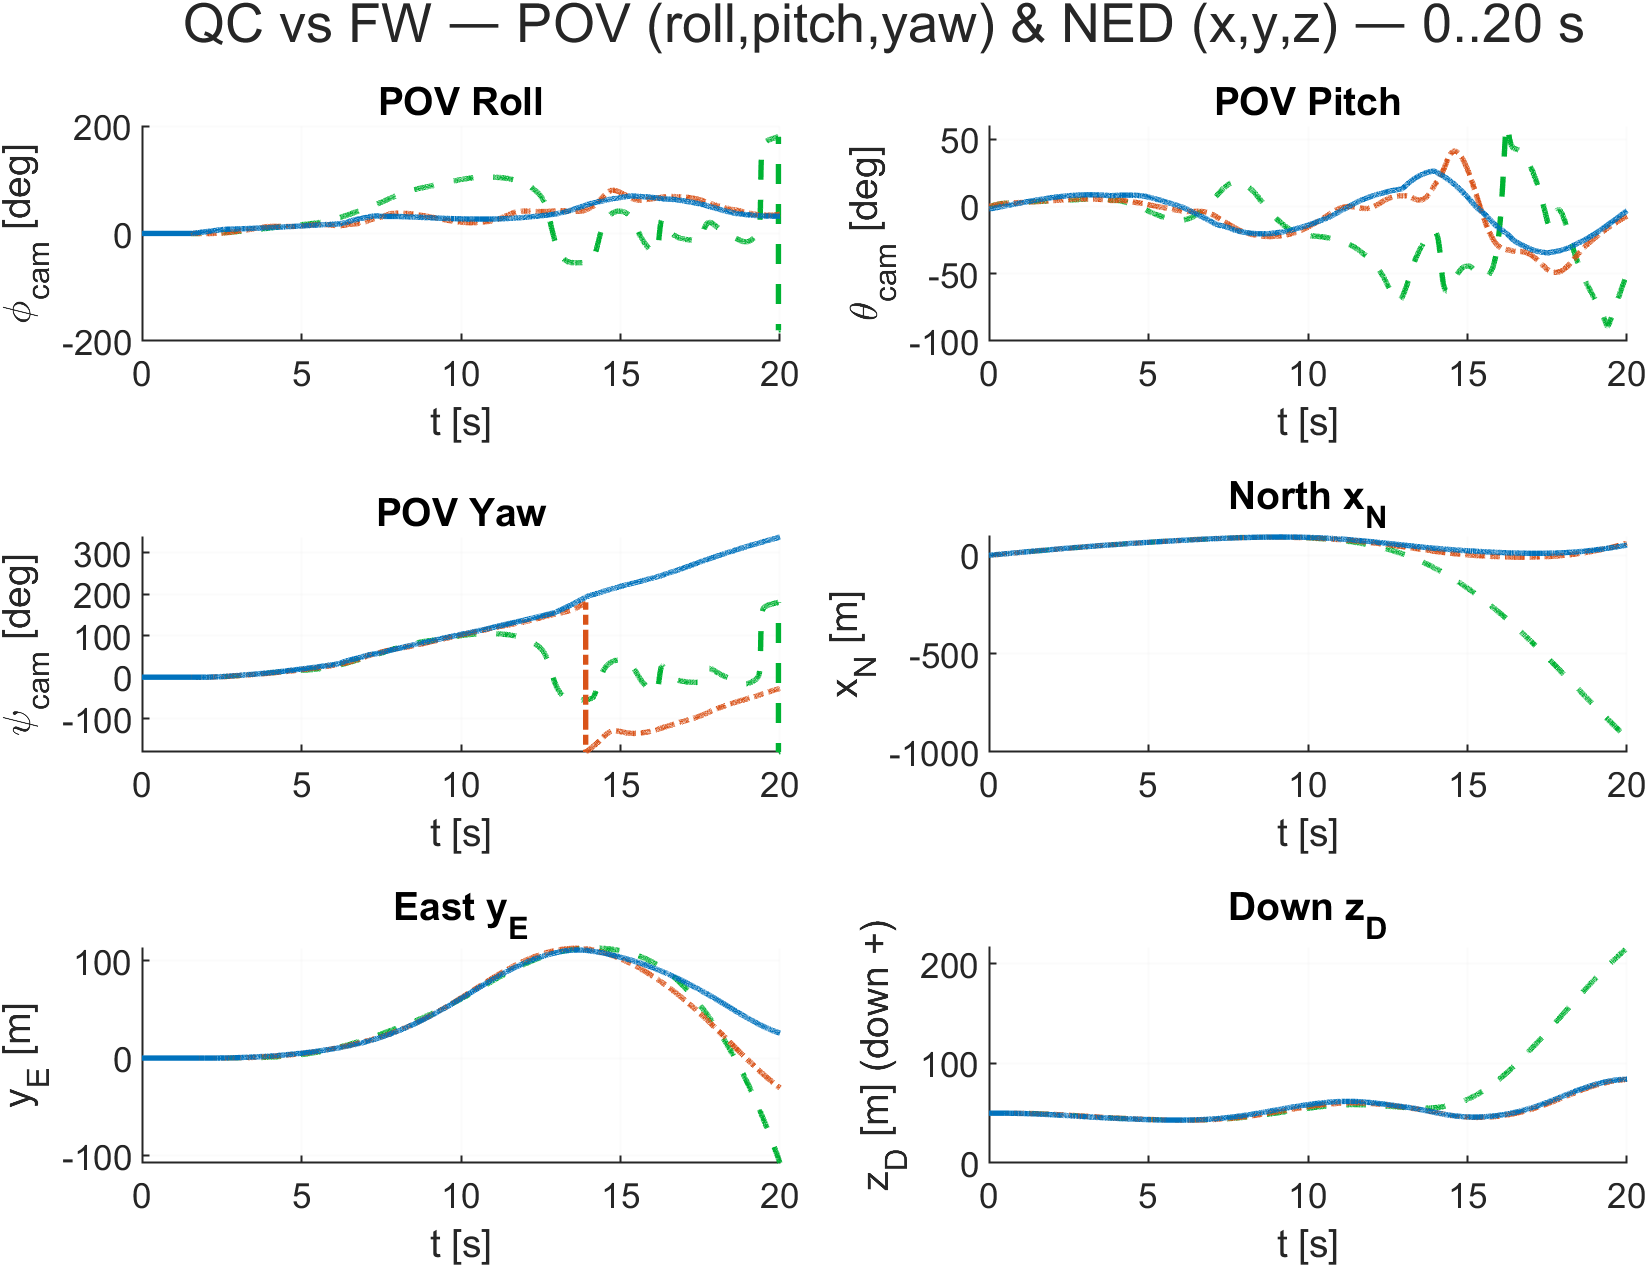 QC vs FW — POV (roll,pitch,yaw) & NED (x,y,z) — 0..20 s
POV Roll
ϕcam [deg]
200
0
-200
0 5 10 15 20
t [s]
POV Pitch
θcam [deg]
50
0
-50
-100
0 5 10 15 20
t [s]
POV Yaw
ψcam [deg]
300
200
100
0
-100
0 5 10 15 20
t [s]
North xN
xN [m]
0
-500
-1000
0 5 10 15 20
t [s]
East yE
yE [m]
100
0
-100
0 5 10 15 20
t [s]
Down zD
zD [m] (down +)
200
100
0
0 5 10 15 20
t [s]